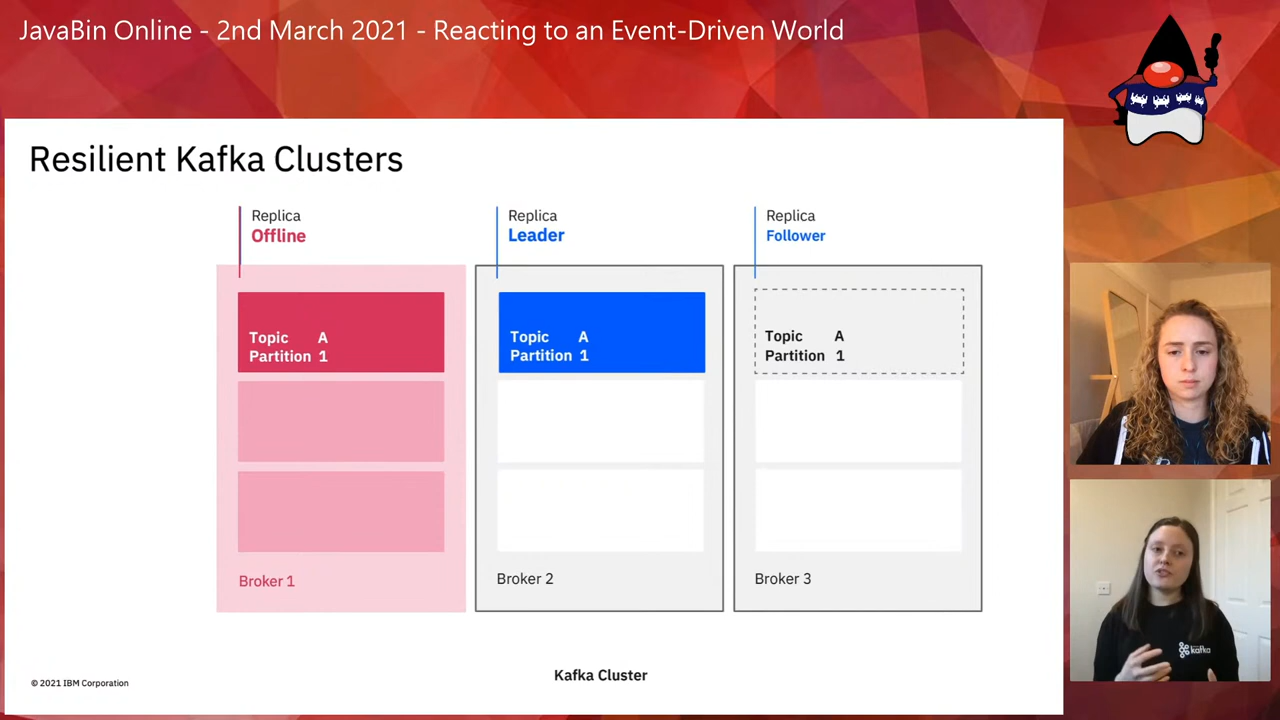 JavaBin Online - 2nd March 2021 - Reacting to an Event-Driven World
Resilient Kafka Clusters
Replica
Offline
Replica
Leader
Replica
Follower
Topic A
Partition 1
Topic A
Partition 1
Topic A
Partition 1
Broker 1
Broker 2
Broker 3
Kafka Cluster
© 2021 IBM Corporation
kafka